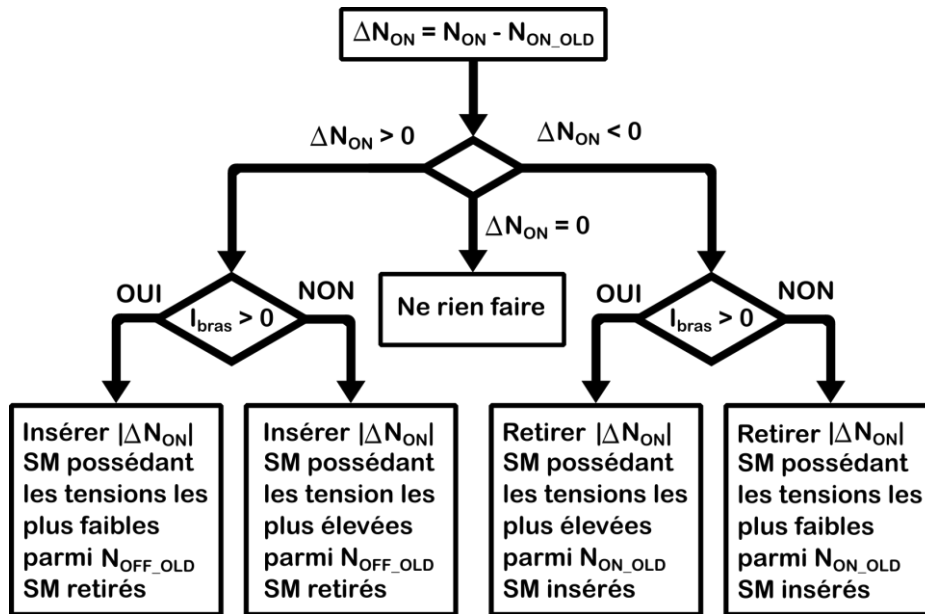 ΔN_ON = N_ON - N_ON_OLD
ΔN_ON > 0
ΔN_ON < 0
ΔN_ON = 0
OUI
I_bras > 0
NON
Ne rien faire
OUI
I_bras > 0
NON
Insérer |ΔN_ON|
SM possédant
les tensions les
plus faibles
parmi N_OFF_OLD
SM retirés
Insérer |ΔN_ON|
SM possédant
les tension les
plus élevées
parmi N_OFF_OLD
SM retirés
Retirer |ΔN_ON|
SM possédant
les tensions les
plus élevées
parmi N_ON_OLD
SM insérés
Retirer |ΔN_ON|
SM possédant
les tensions les
plus faibles
parmi N_ON_OLD
SM insérés